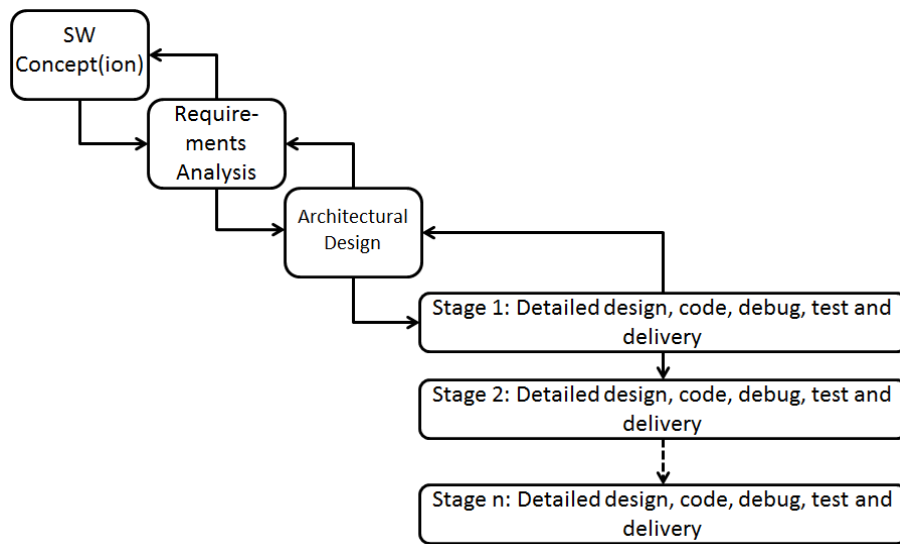 SW
Concept(ion)
Require-
ments
Analysis
Architectural
Design
Stage 1: Detailed design, code, debug, test and
delivery
Stage 2: Detailed design, code, debug, test and
delivery
Stage n: Detailed design, code, debug, test and
delivery